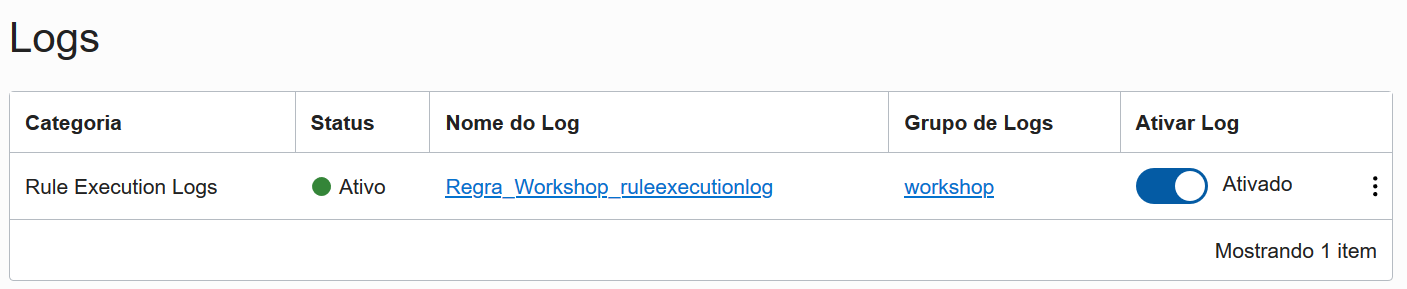 Logs
Categoria Status Nome do Log Grupo de Logs Ativar Log
Rule Execution Logs Ativo Regra_Workshop_ruleexecutionlog workshop Ativado
Mostrando 1 item